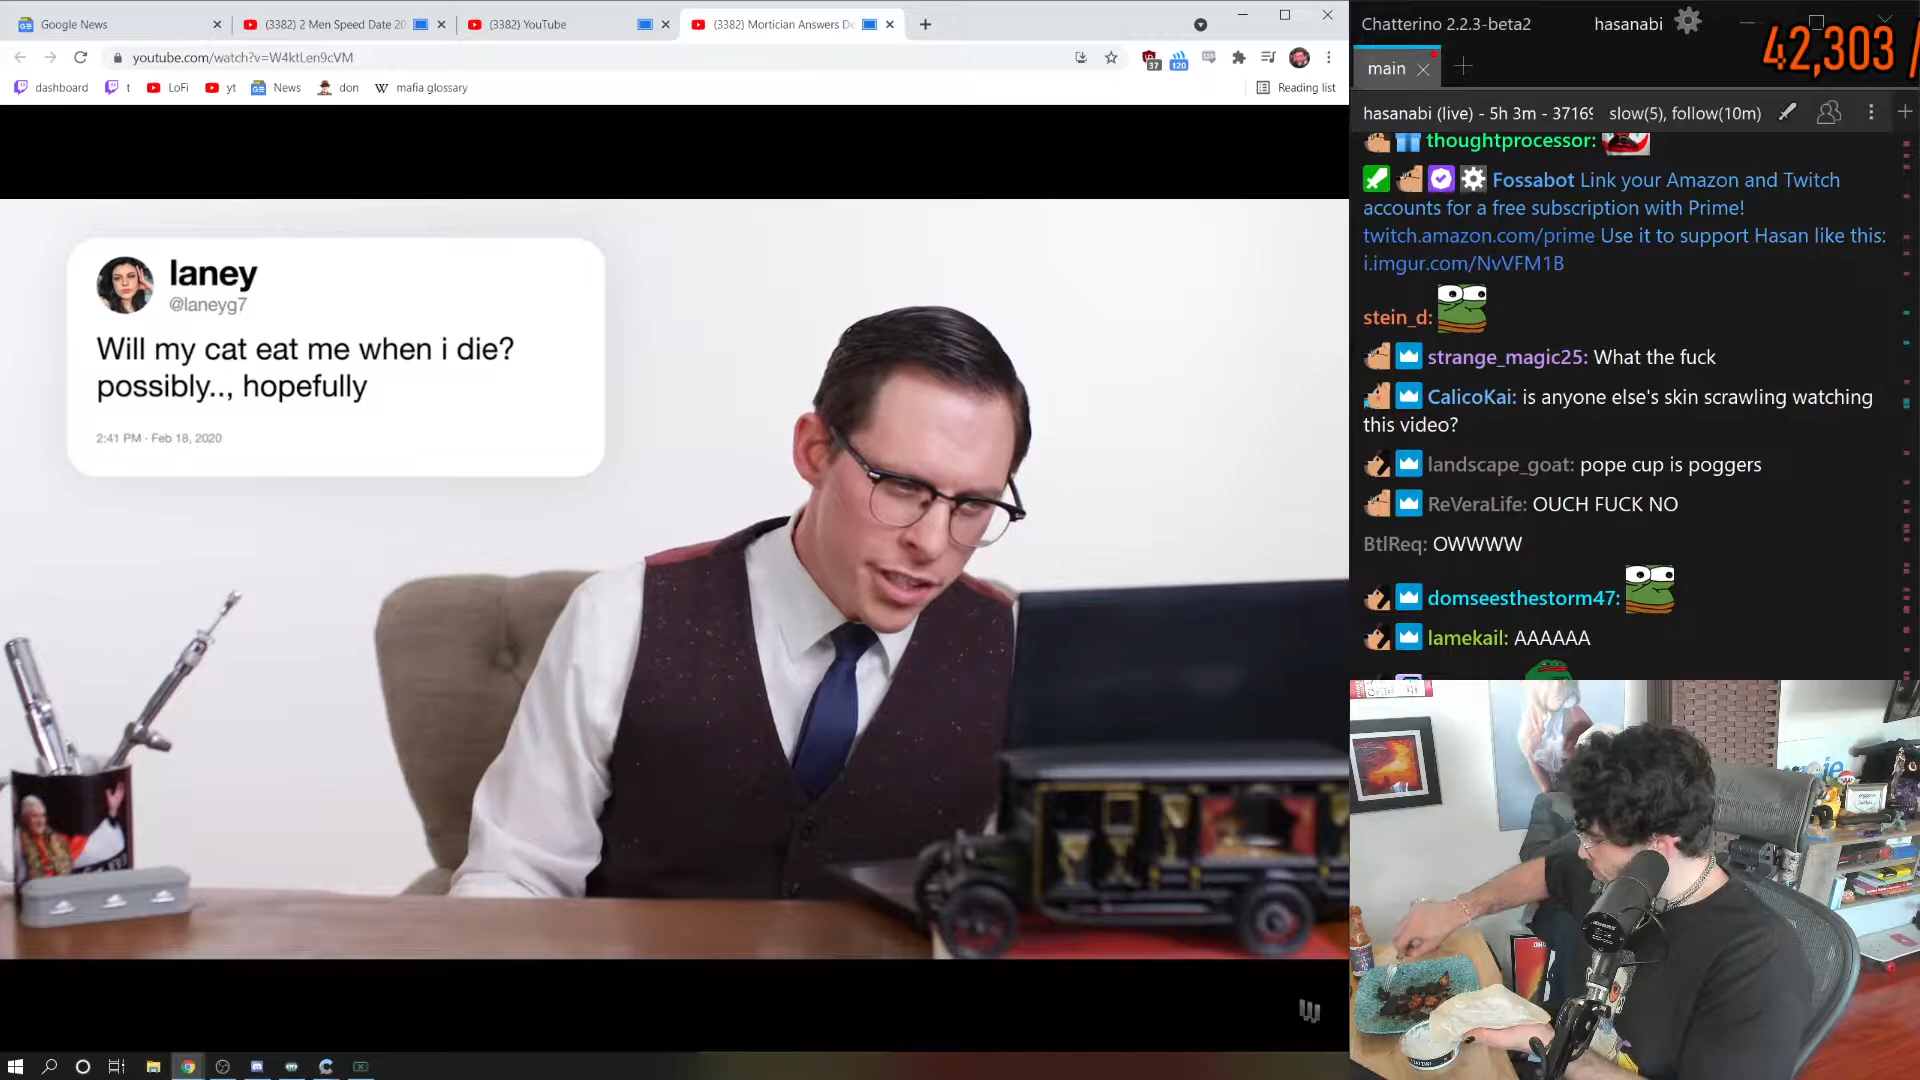 Google News
(3382) 2 Men Speed Date 20
(3382) YouTube
(3382) Mortician Answers De
youtube.com/watch?v=W4ktLen9cVM
37
120
dashboard
t
LoFi
yt
News
don
mafia glossary
Reading list
laney
@laneyg7
Will my cat eat me when i die?
possibly.., hopefully
2:41 PM - Feb 18, 2020
Chatterino 2.2.3-beta2
hasanabi
42,303 /
main
hasanabi (live) - 5h 3m - 37169
slow(5), follow(10m)
thoughtprocessor:
Fossabot Link your Amazon and Twitch
accounts for a free subscription with Prime!
twitch.amazon.com/prime Use it to support Hasan like this:
i.imgur.com/NvVFM1B
stein_d:
strange_magic25: What the fuck
CalicoKai: is anyone else's skin scrawling watching
this video?
landscape_goat: pope cup is poggers
ReVeraLife: OUCH FUCK NO
BtlReq: OWWWW
domseesthestorm47:
lamekail: AAAAAA